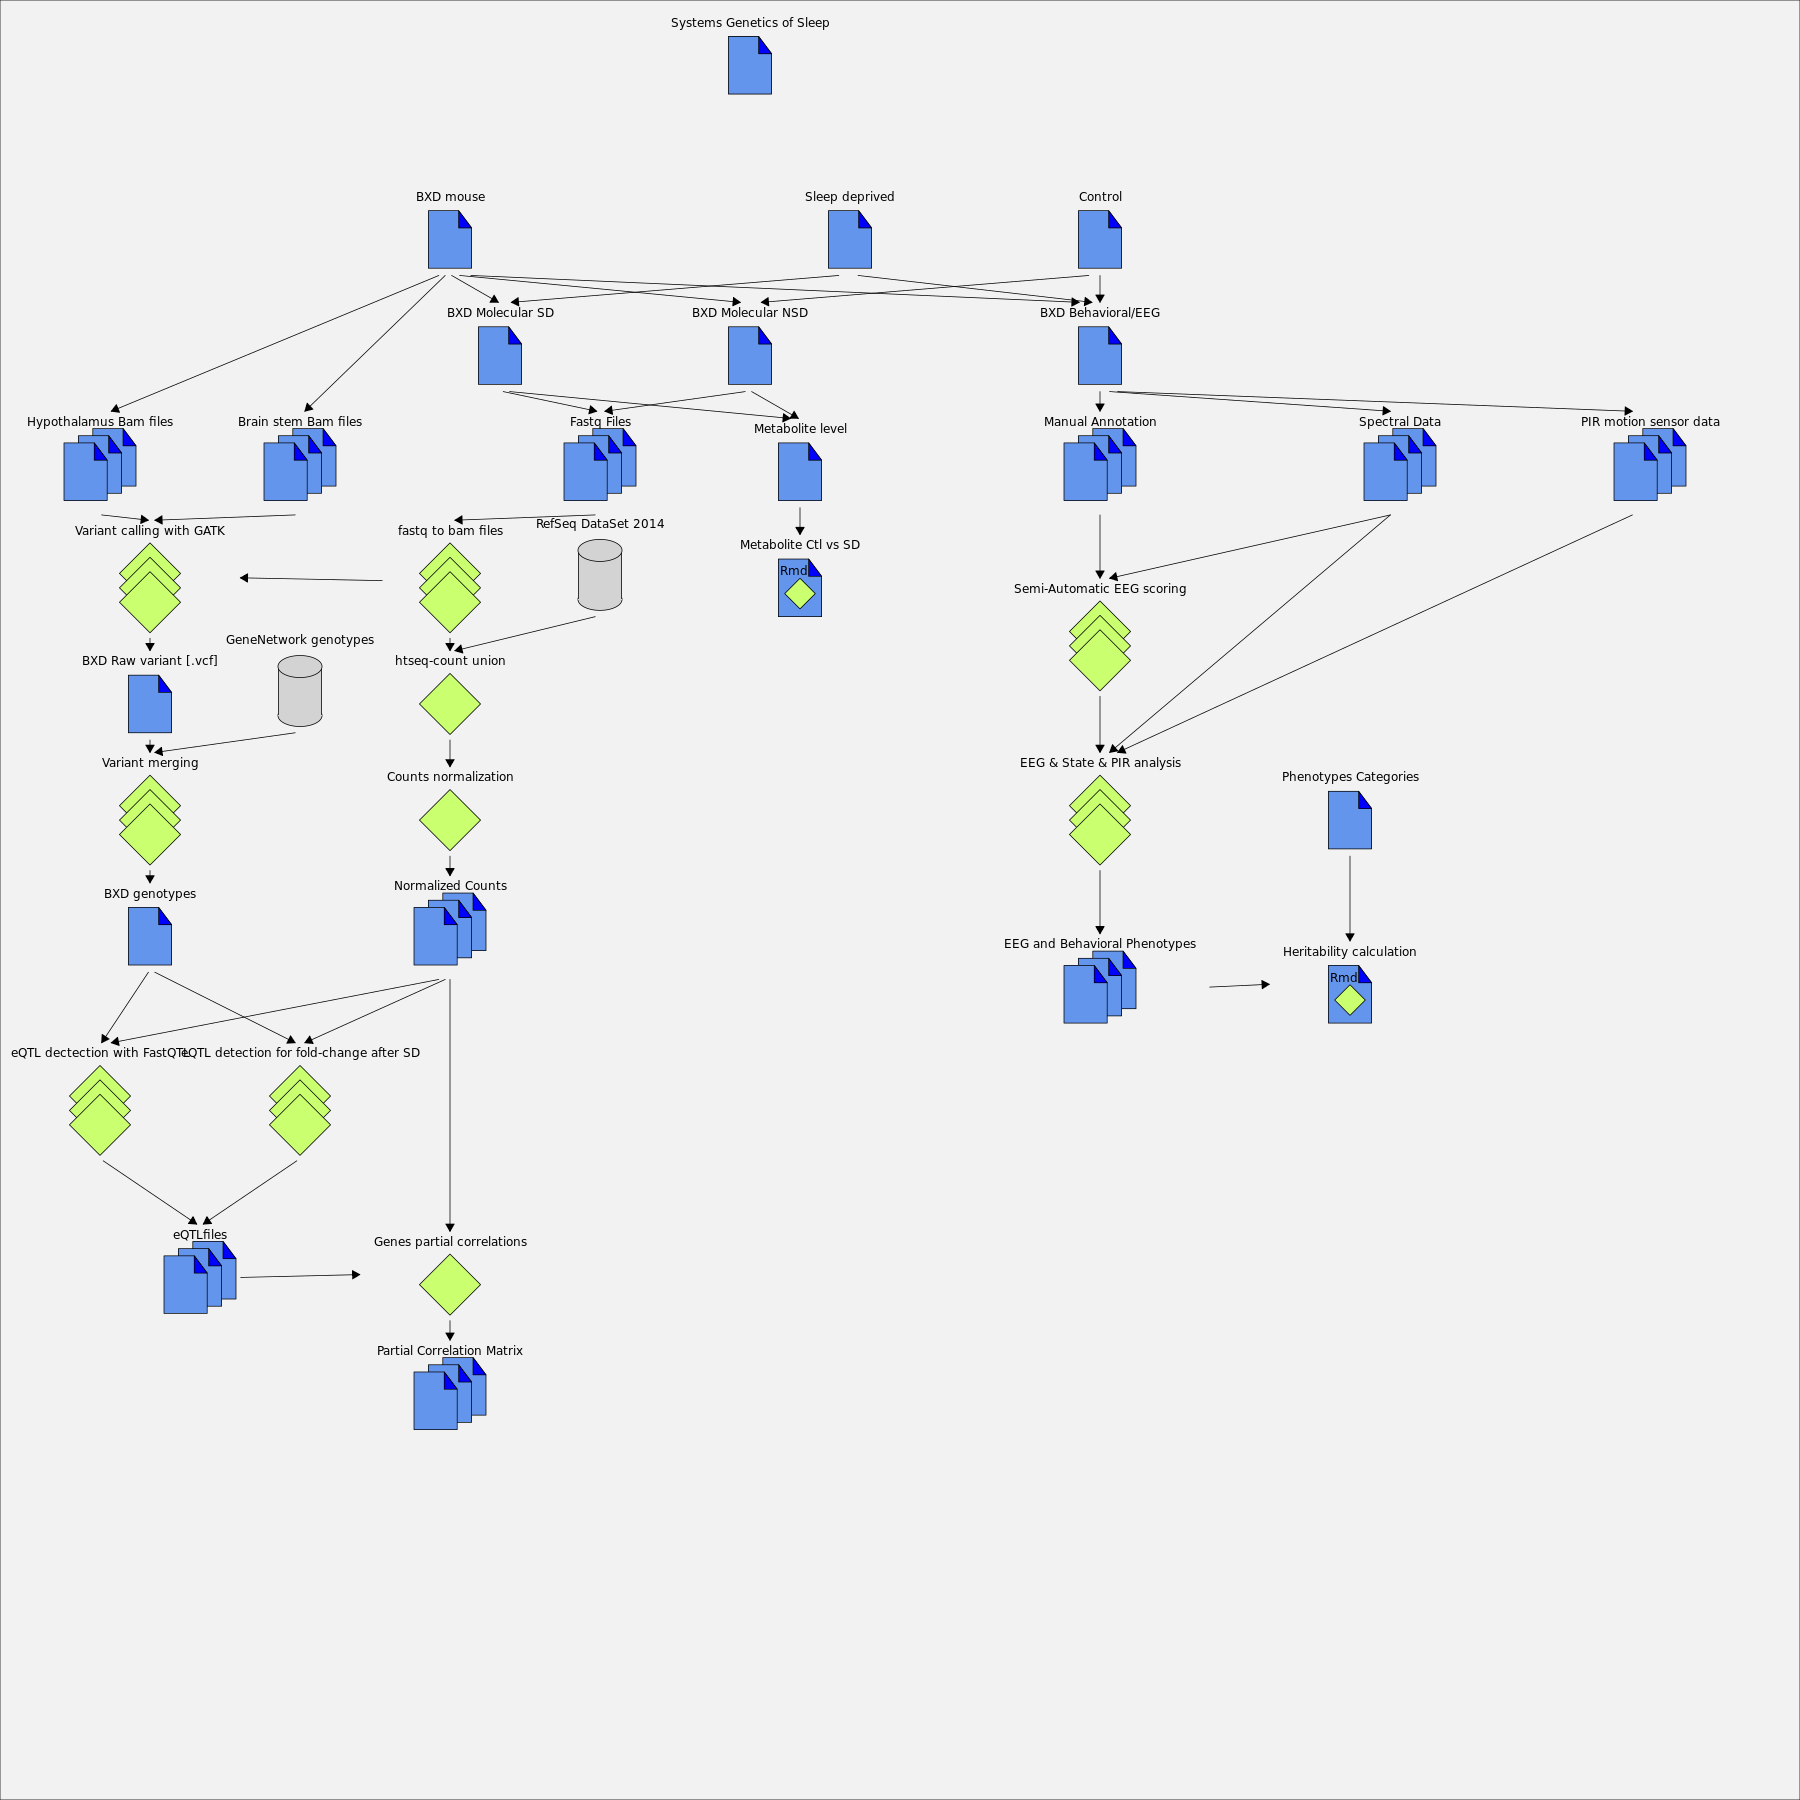 Systems Genetics of Sleep
BXD mouse
Sleep deprived
Control
BXD Molecular SD
BXD Molecular NSD
BXD Behavioral/EEG
Hypothalamus Bam files
Brain stem Bam files
Fastq Files
Metabolite level
Manual Annotation
Spectral Data
PIR motion sensor data
Variant calling with GATK
fastq to bam files
RefSeq DataSet 2014
Metabolite Ctl vs SD
Rmd
Semi-Automatic EEG scoring
GeneNetwork genotypes
BXD Raw variant [.vcf]
htseq-count union
Variant merging
Counts normalization
EEG & State & PIR analysis
Phenotypes Categories
BXD genotypes
Normalized Counts
EEG and Behavioral Phenotypes
Heritability calculation
Rmd
eQTL dectection with FastQTL
eQTL detection for fold-change after SD
eQTLfiles
Genes partial correlations
Partial Correlation Matrix